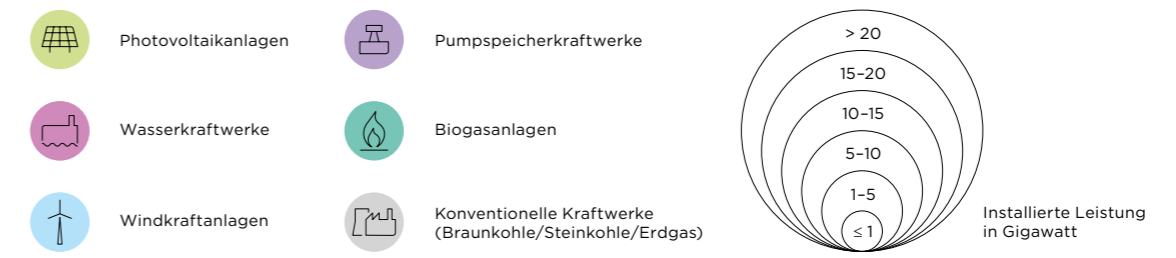 Photovoltaikanlagen
Wasserkraftwerke
Windkraftanlagen
Pumpspeicherkraftwerke
Biogasanlagen
Konventionelle Kraftwerke
(Braunkohle/Steinkohle/Erdgas)
> 20
15–20
10–15
5–10
1–5
≤ 1
Installierte Leistung
in Gigawatt